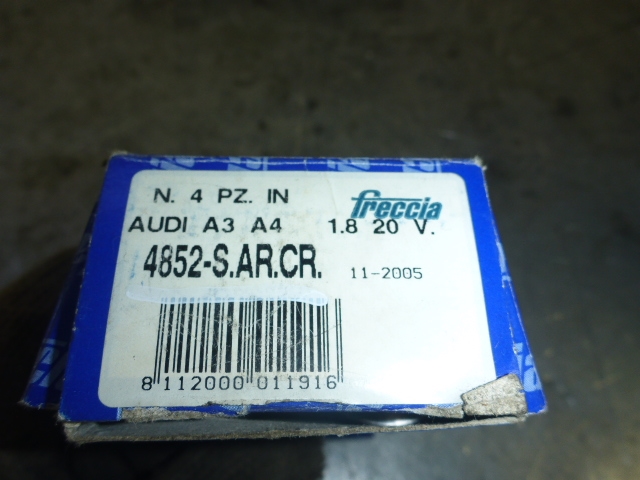 N. 4 PZ. IN freccia
AUDI A3 A4 1.8 20 V.
4852-S.AR.CR. 11-2005
8 112000 011916